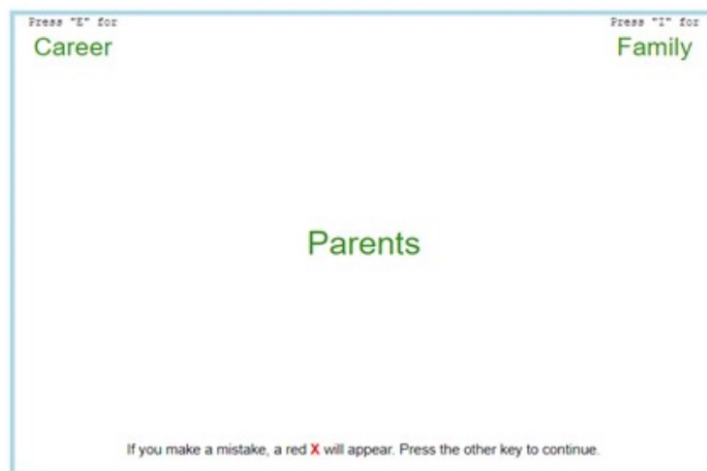 Press "E" for
Career
Press "I" for
Family
Parents
If you make a mistake, a red X will appear. Press the other key to continue.